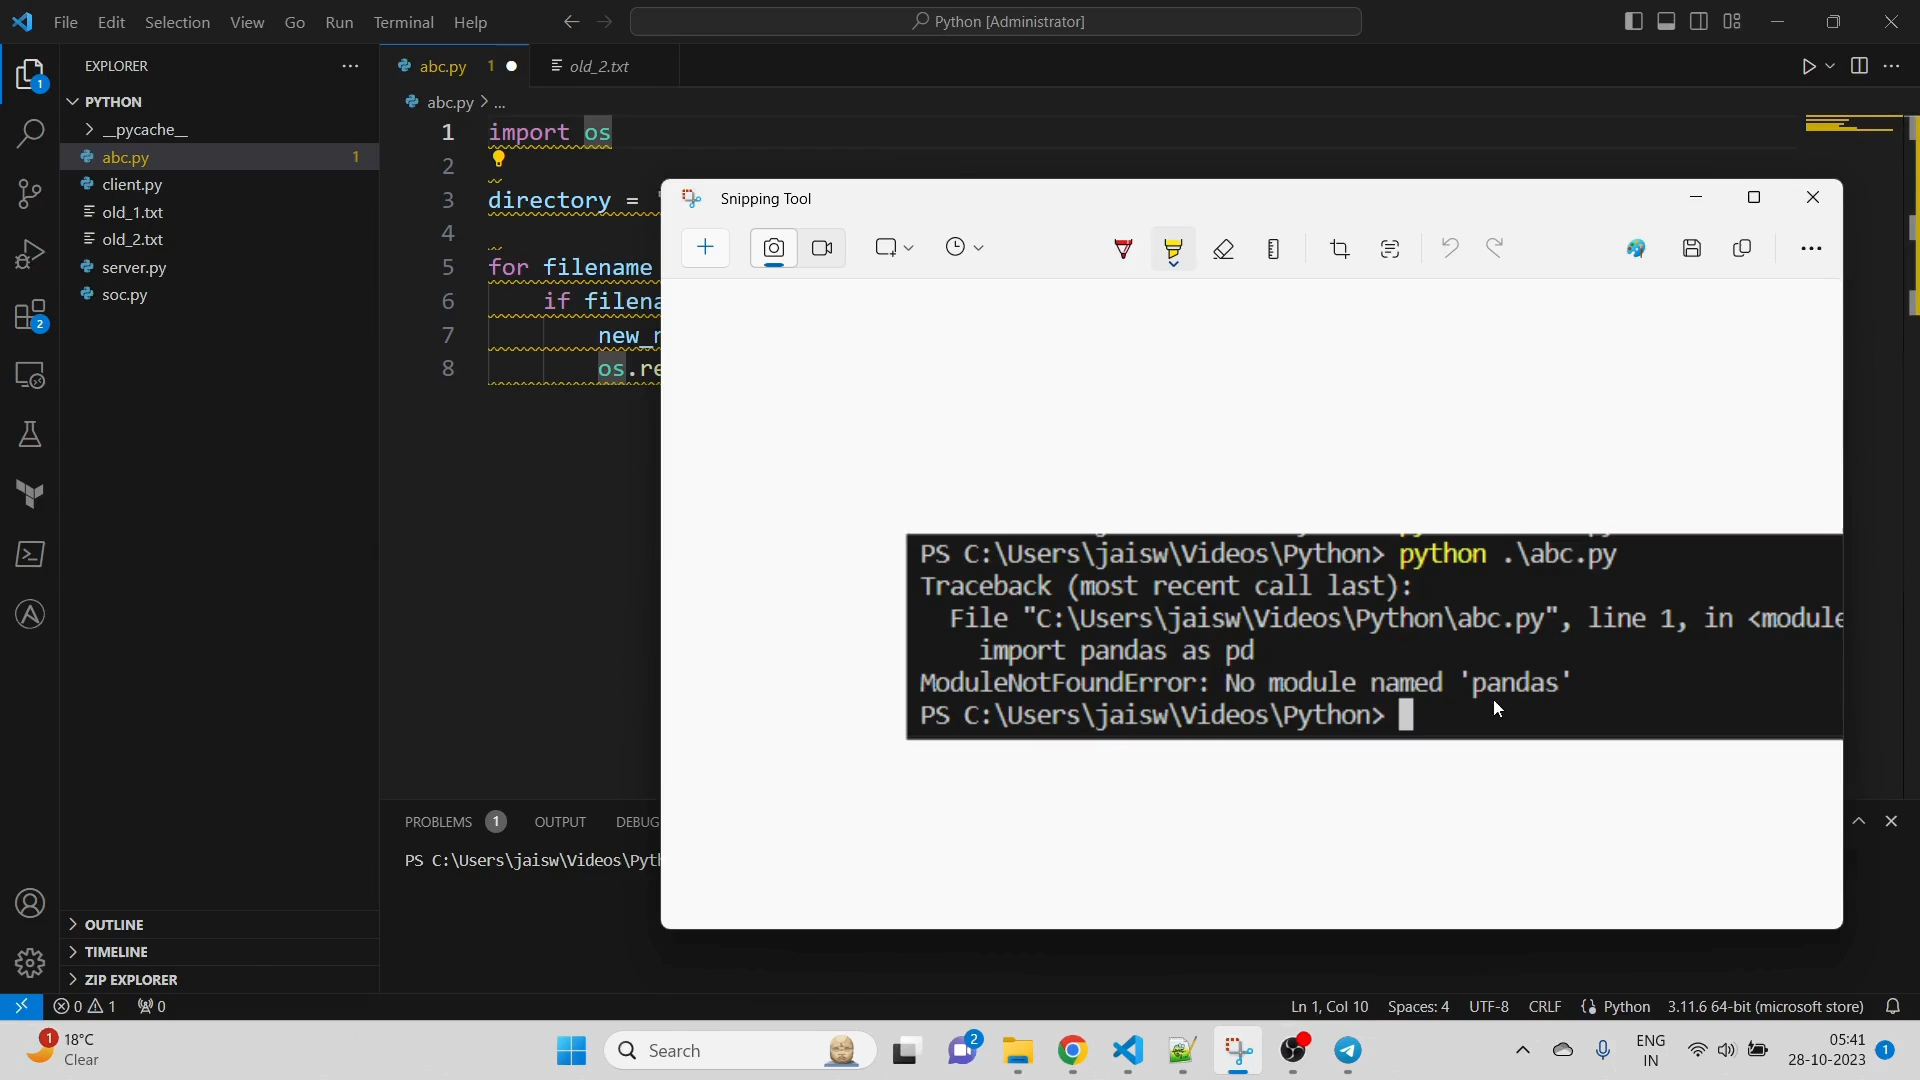 File Edit Selection View Go Run Terminal Help
Python [Administrator]
EXPLORER
1
PYTHON
__pycache__
abc.py 1
client.py
old_1.txt
old_2.txt
server.py
soc.py
2
OUTLINE
TIMELINE
ZIP EXPLORER
abc.py 1
old_2.txt
abc.py > ...
1 import os
2
3 directory =
4
5 for filename
6 if filena
7 new_
8 os.re
Snipping Tool
PS C:\Users\jaisw\Videos\Python> python .\abc.py
Traceback (most recent call last):
File "C:\Users\jaisw\Videos\Python\abc.py", line 1, in <module
import pandas as pd
ModuleNotFoundError: No module named 'pandas'
PS C:\Users\jaisw\Videos\Python>
PROBLEMS 1 OUTPUT DEBUG
PS C:\Users\jaisw\Videos\Pyth
0 1 0
Ln 1, Col 10 Spaces: 4 UTF-8 CRLF {} Python 3.11.6 64-bit (microsoft store)
1 18°C
Clear
Search
2
ENG
IN
05:41
28-10-2023
1